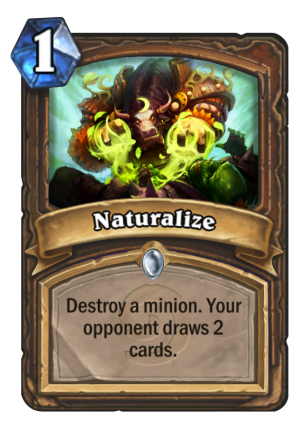 1
Naturalize
Destroy a minion. Your
opponent draws 2
cards.